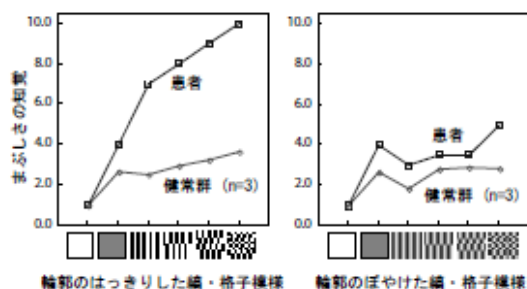 まぶしさの知覚
10.0
8.0
6.0
4.0
2.0
0.0
患者
健常群 (n=3)
輪郭のはっきりした縞・格子模様
10.0
8.0
6.0
4.0
2.0
0.0
患者
健常群 (n=3)
輪郭のぼやけた縞・格子模様